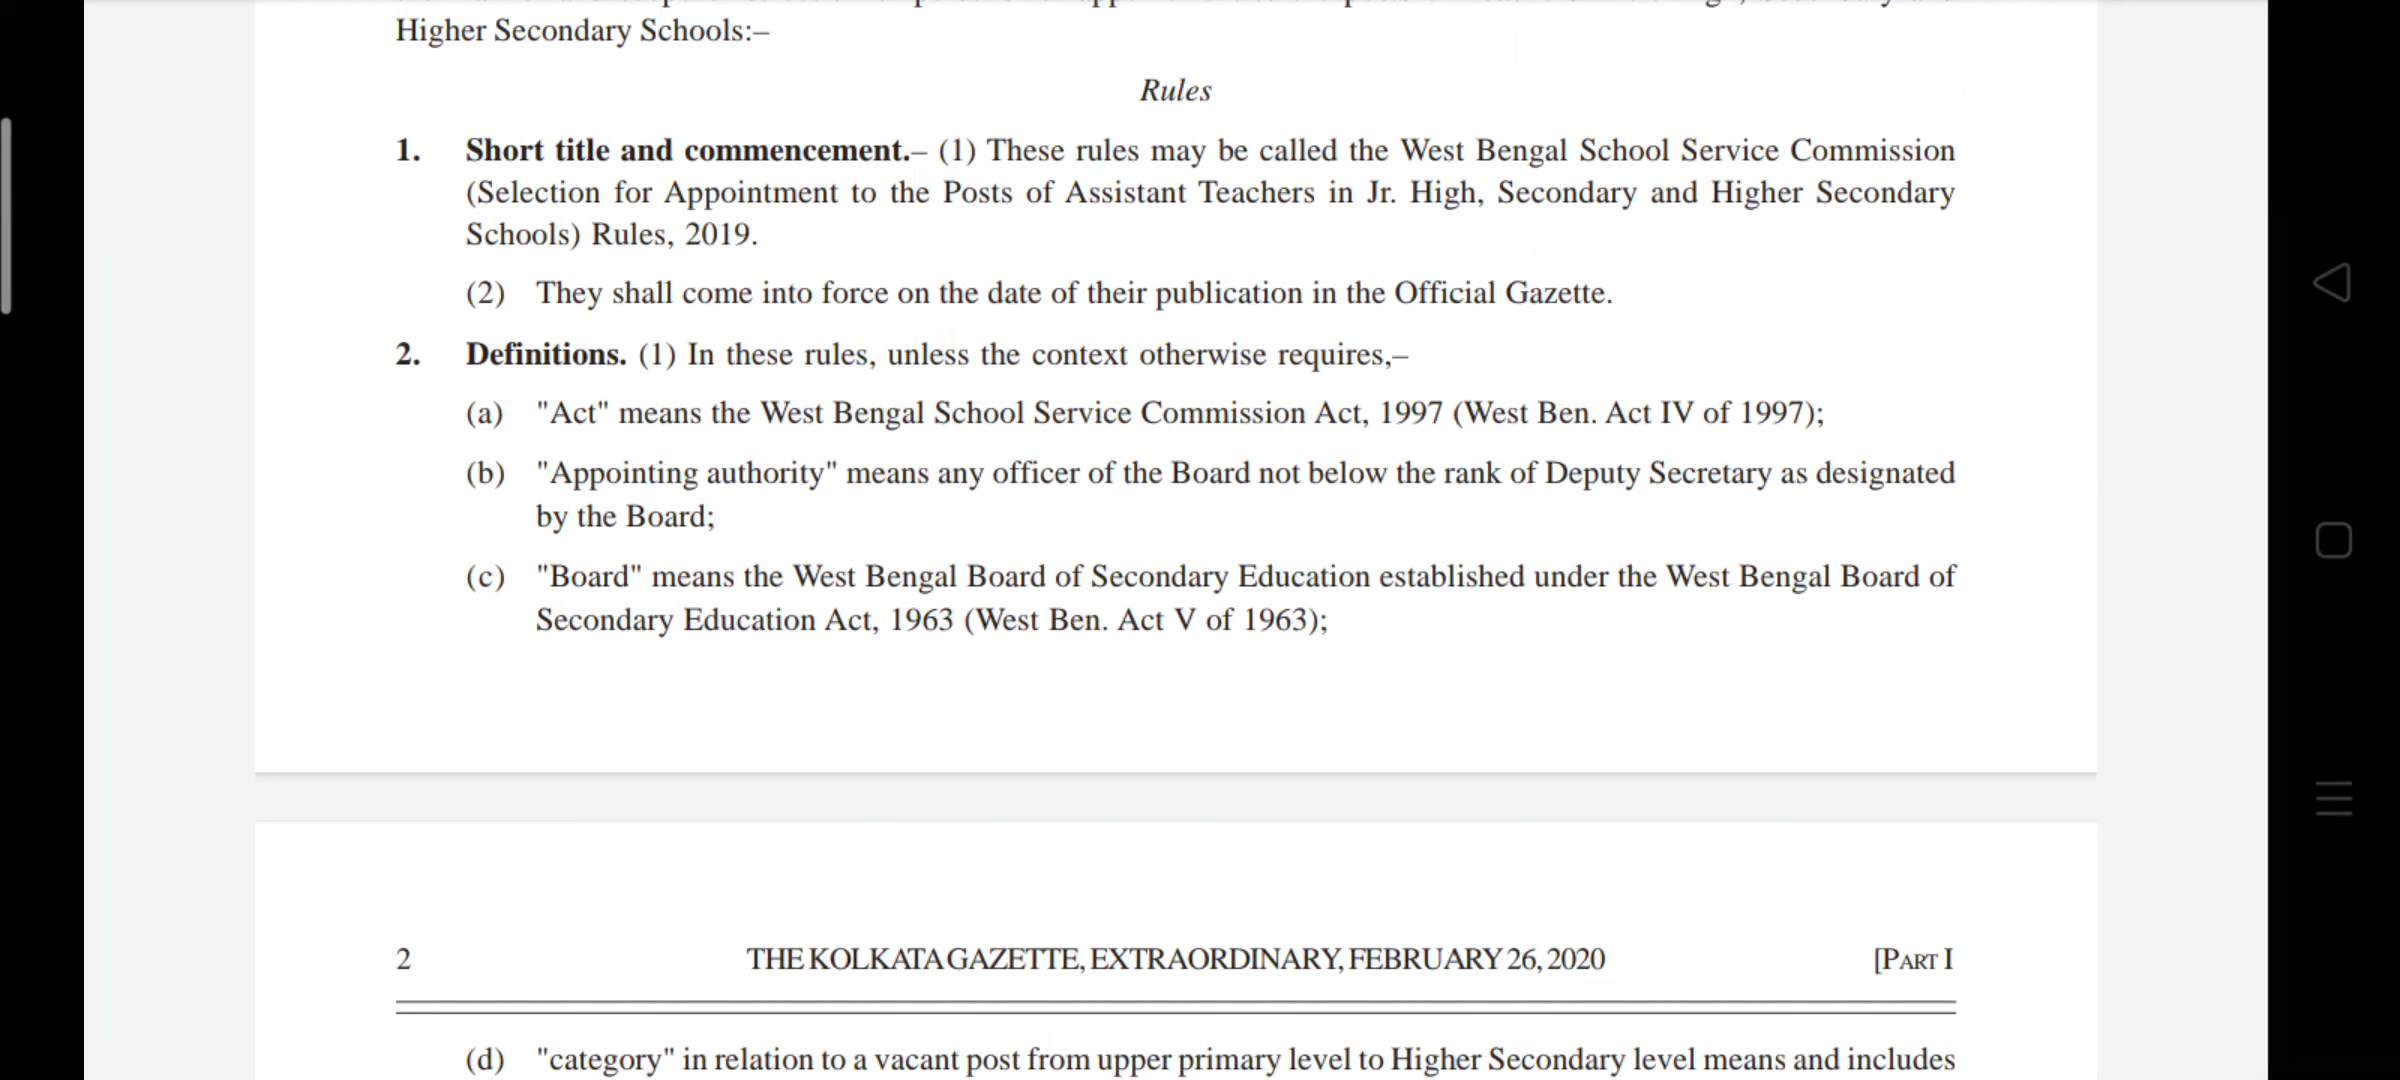 Higher Secondary Schools:–
Rules
1. Short title and commencement.– (1) These rules may be called the West Bengal School Service Commission
(Selection for Appointment to the Posts of Assistant Teachers in Jr. High, Secondary and Higher Secondary
Schools) Rules, 2019.
(2) They shall come into force on the date of their publication in the Official Gazette.
2. Definitions. (1) In these rules, unless the context otherwise requires,–
(a) "Act" means the West Bengal School Service Commission Act, 1997 (West Ben. Act IV of 1997);
(b) "Appointing authority" means any officer of the Board not below the rank of Deputy Secretary as designated
by the Board;
(c) "Board" means the West Bengal Board of Secondary Education established under the West Bengal Board of
Secondary Education Act, 1963 (West Ben. Act V of 1963);
2 THE KOLKATA GAZETTE, EXTRAORDINARY, FEBRUARY 26, 2020 [PART I
(d) "category" in relation to a vacant post from upper primary level to Higher Secondary level means and includes